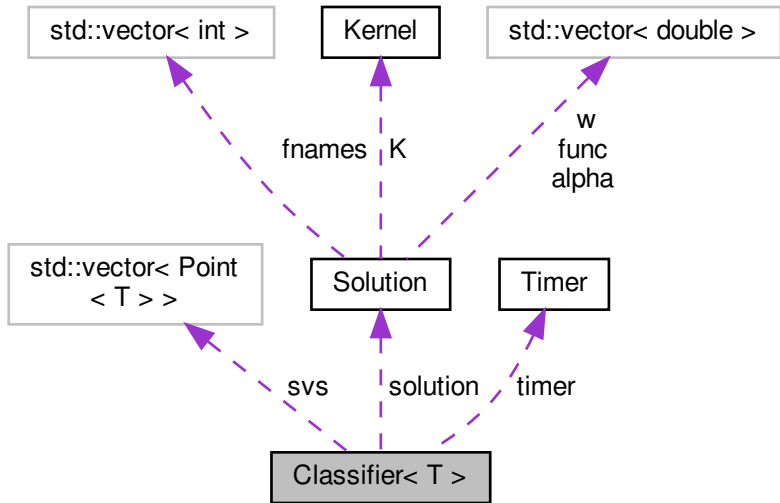 std::vector< int >
Kernel
std::vector< double >
fnames
K
w
func
alpha
std::vector< Point
< T > >
Solution
Timer
svs
solution
timer
Classifier< T >